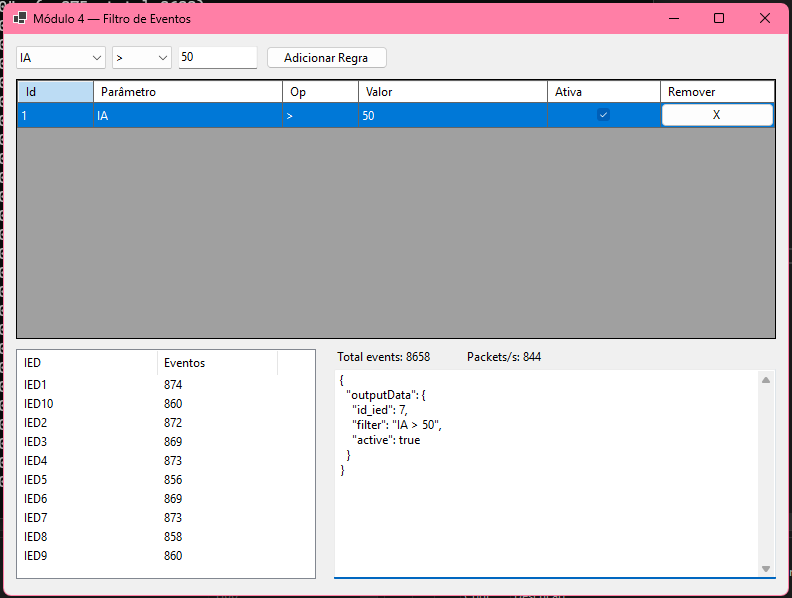 Módulo 4 — Filtro de Eventos
IA > 50 Adicionar Regra
Id Parâmetro Op Valor Ativa Remover
1 IA > 50 X
IED Eventos
IED1 874
IED10 860
IED2 872
IED3 869
IED4 873
IED5 856
IED6 869
IED7 873
IED8 858
IED9 860
Total events: 8658 Packets/s: 844
{
"outputData": {
"id_ied": 7,
"filter": "IA > 50",
"active": true
}
}